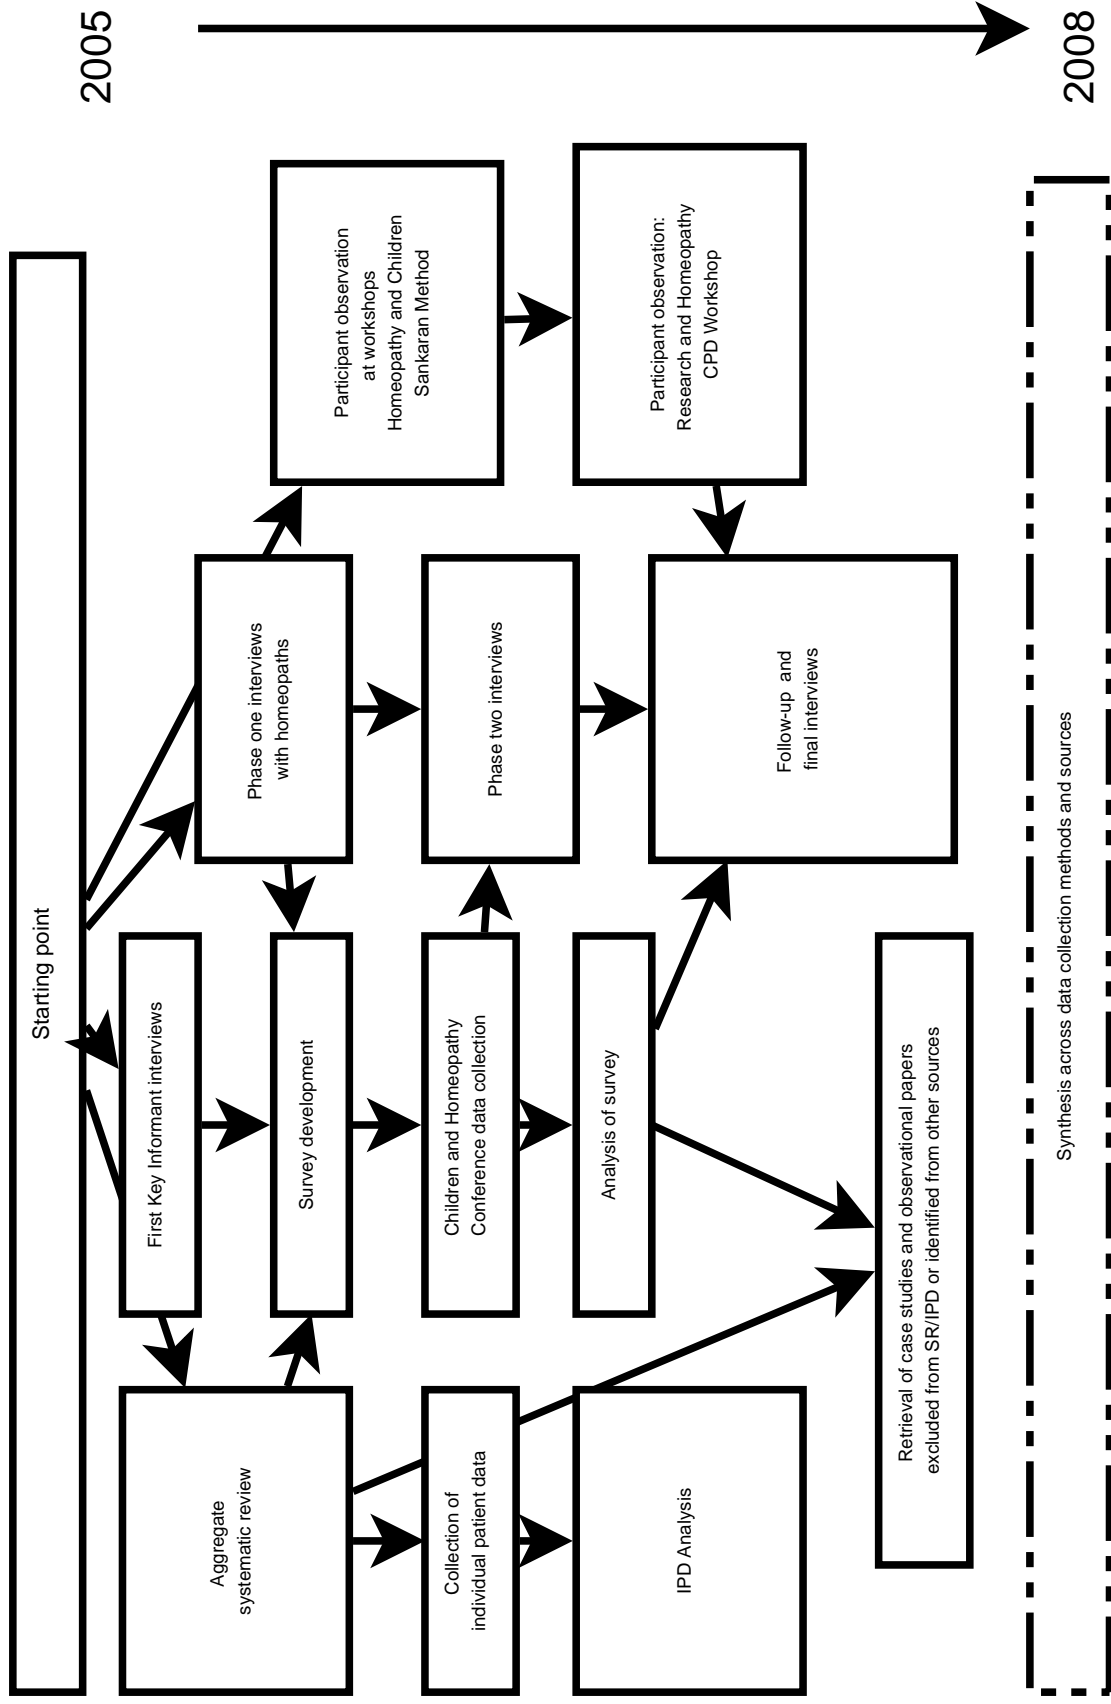 2005
2008
Starting point
Aggregate
systematic review
First Key Informant interviews
Phase one interviews
with homeopaths
Participant observation
at workshops
Homeopathy and Children
Sankaran Method
Survey development
Collection of
individual patient data
Children and Homeopathy
Conference data collection
Phase two interviews
Participant observation:
Research and Homeopathy
CPD Workshop
IPD Analysis
Analysis of survey
Follow-up and
final interviews
Retrieval of case studies and observational papers
excluded from SR/IPD or identified from other sources
Synthesis across data collection methods and sources